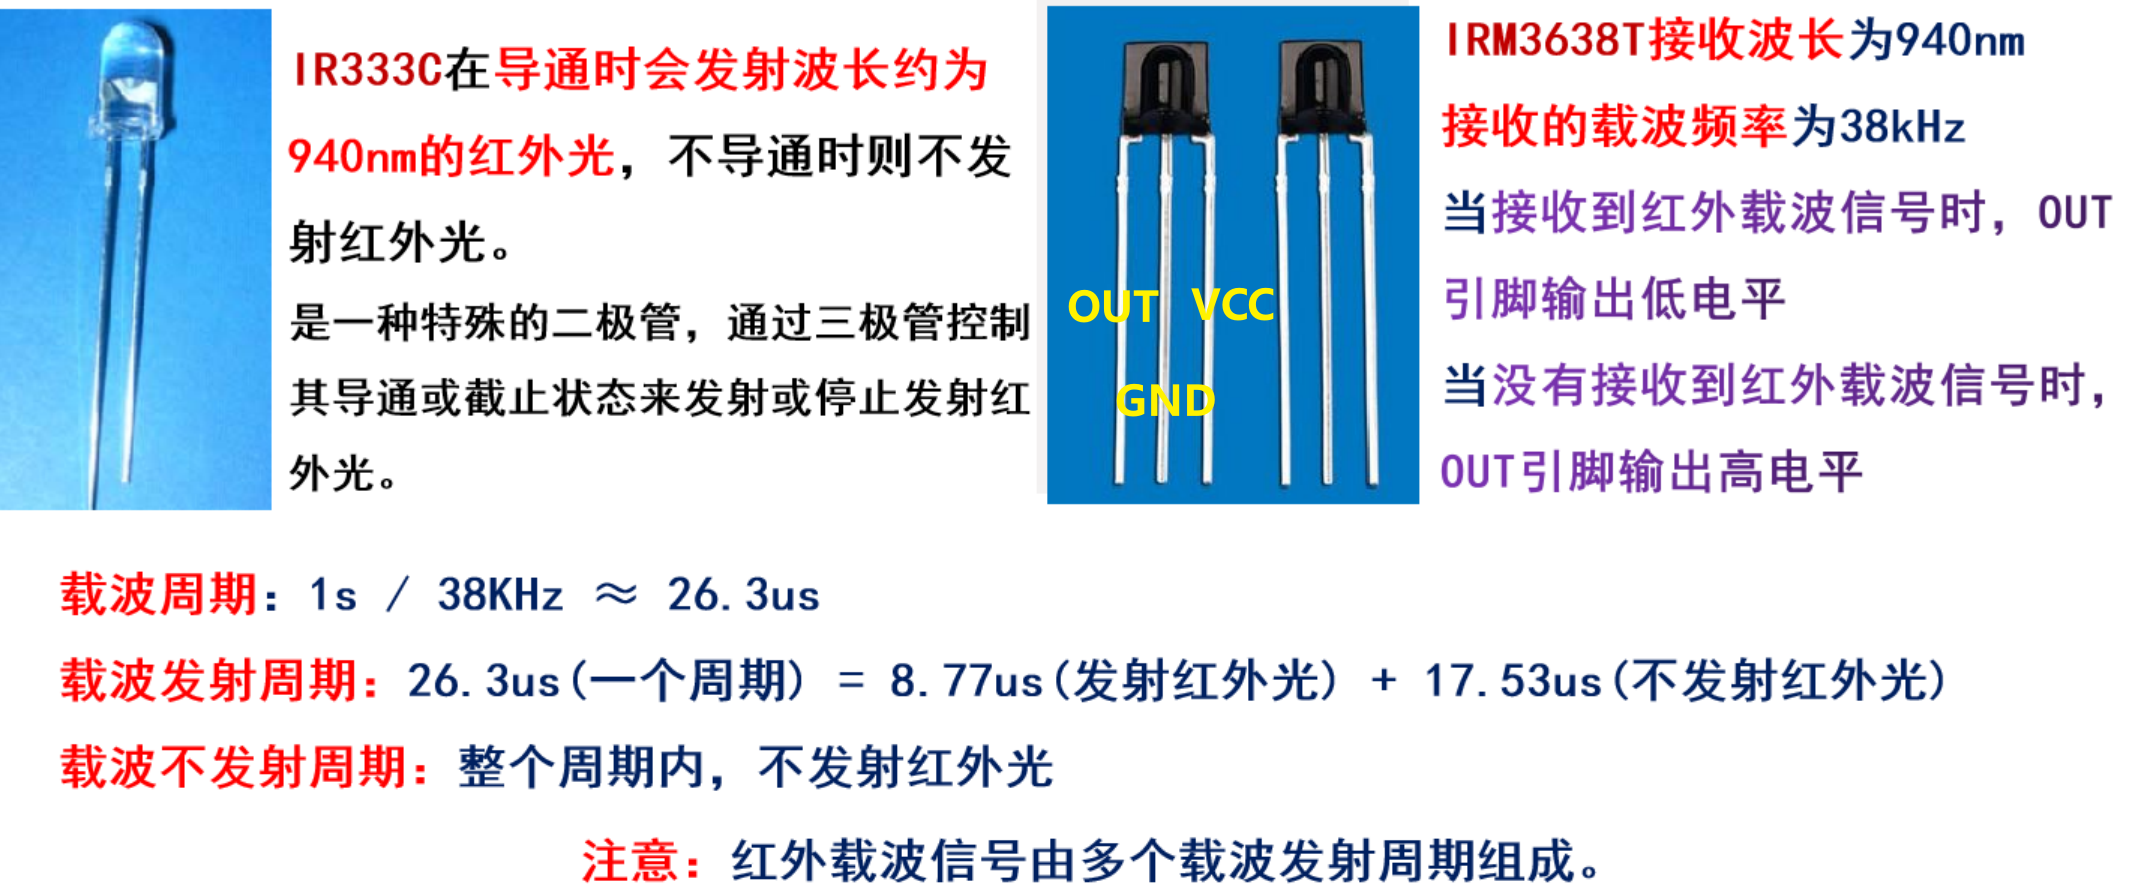 IR333C在导通时会发射波长约为
940nm的红外光，不导通时则不发
射红外光。
是一种特殊的二极管，通过三极管控制
其导通或截止状态来发射或停止发射红
外光。
OUT VCC
GND
IRM3638T接收波长为940nm
接收的载波频率为38kHz
当接收到红外载波信号时，OUT
引脚输出低电平
当没有接收到红外载波信号时，
OUT引脚输出高电平
载波周期：1s / 38KHz ≈ 26.3us
载波发射周期：26.3us(一个周期) = 8.77us(发射红外光) + 17.53us(不发射红外光)
载波不发射周期：整个周期内，不发射红外光
注意：红外载波信号由多个载波发射周期组成。